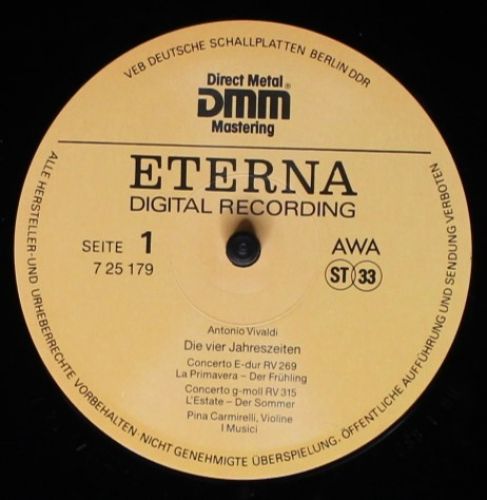 VEB DEUTSCHE SCHALLPLATTEN BERLIN DDR
Direct Metal
DMM®
Mastering
ETERNA
DIGITAL RECORDING
SEITE 1
7 25 179
AWA
ST 33
Antonio Vivaldi
Die vier Jahreszeiten
Concerto E-dur RV 269
La Primavera – Der Frühling
Concerto g-moll RV 315
L'Estate – Der Sommer
Pina Carmirelli, Violine
I Musici
ALLE HERSTELLER-UND URHEBERRECHTE VORBEHALTEN·NICHT GENEHMIGTE ÜBERSPIELUNG, ÖFFENTLICHE AUFFÜHRUNG UND SENDUNG VERBOTEN